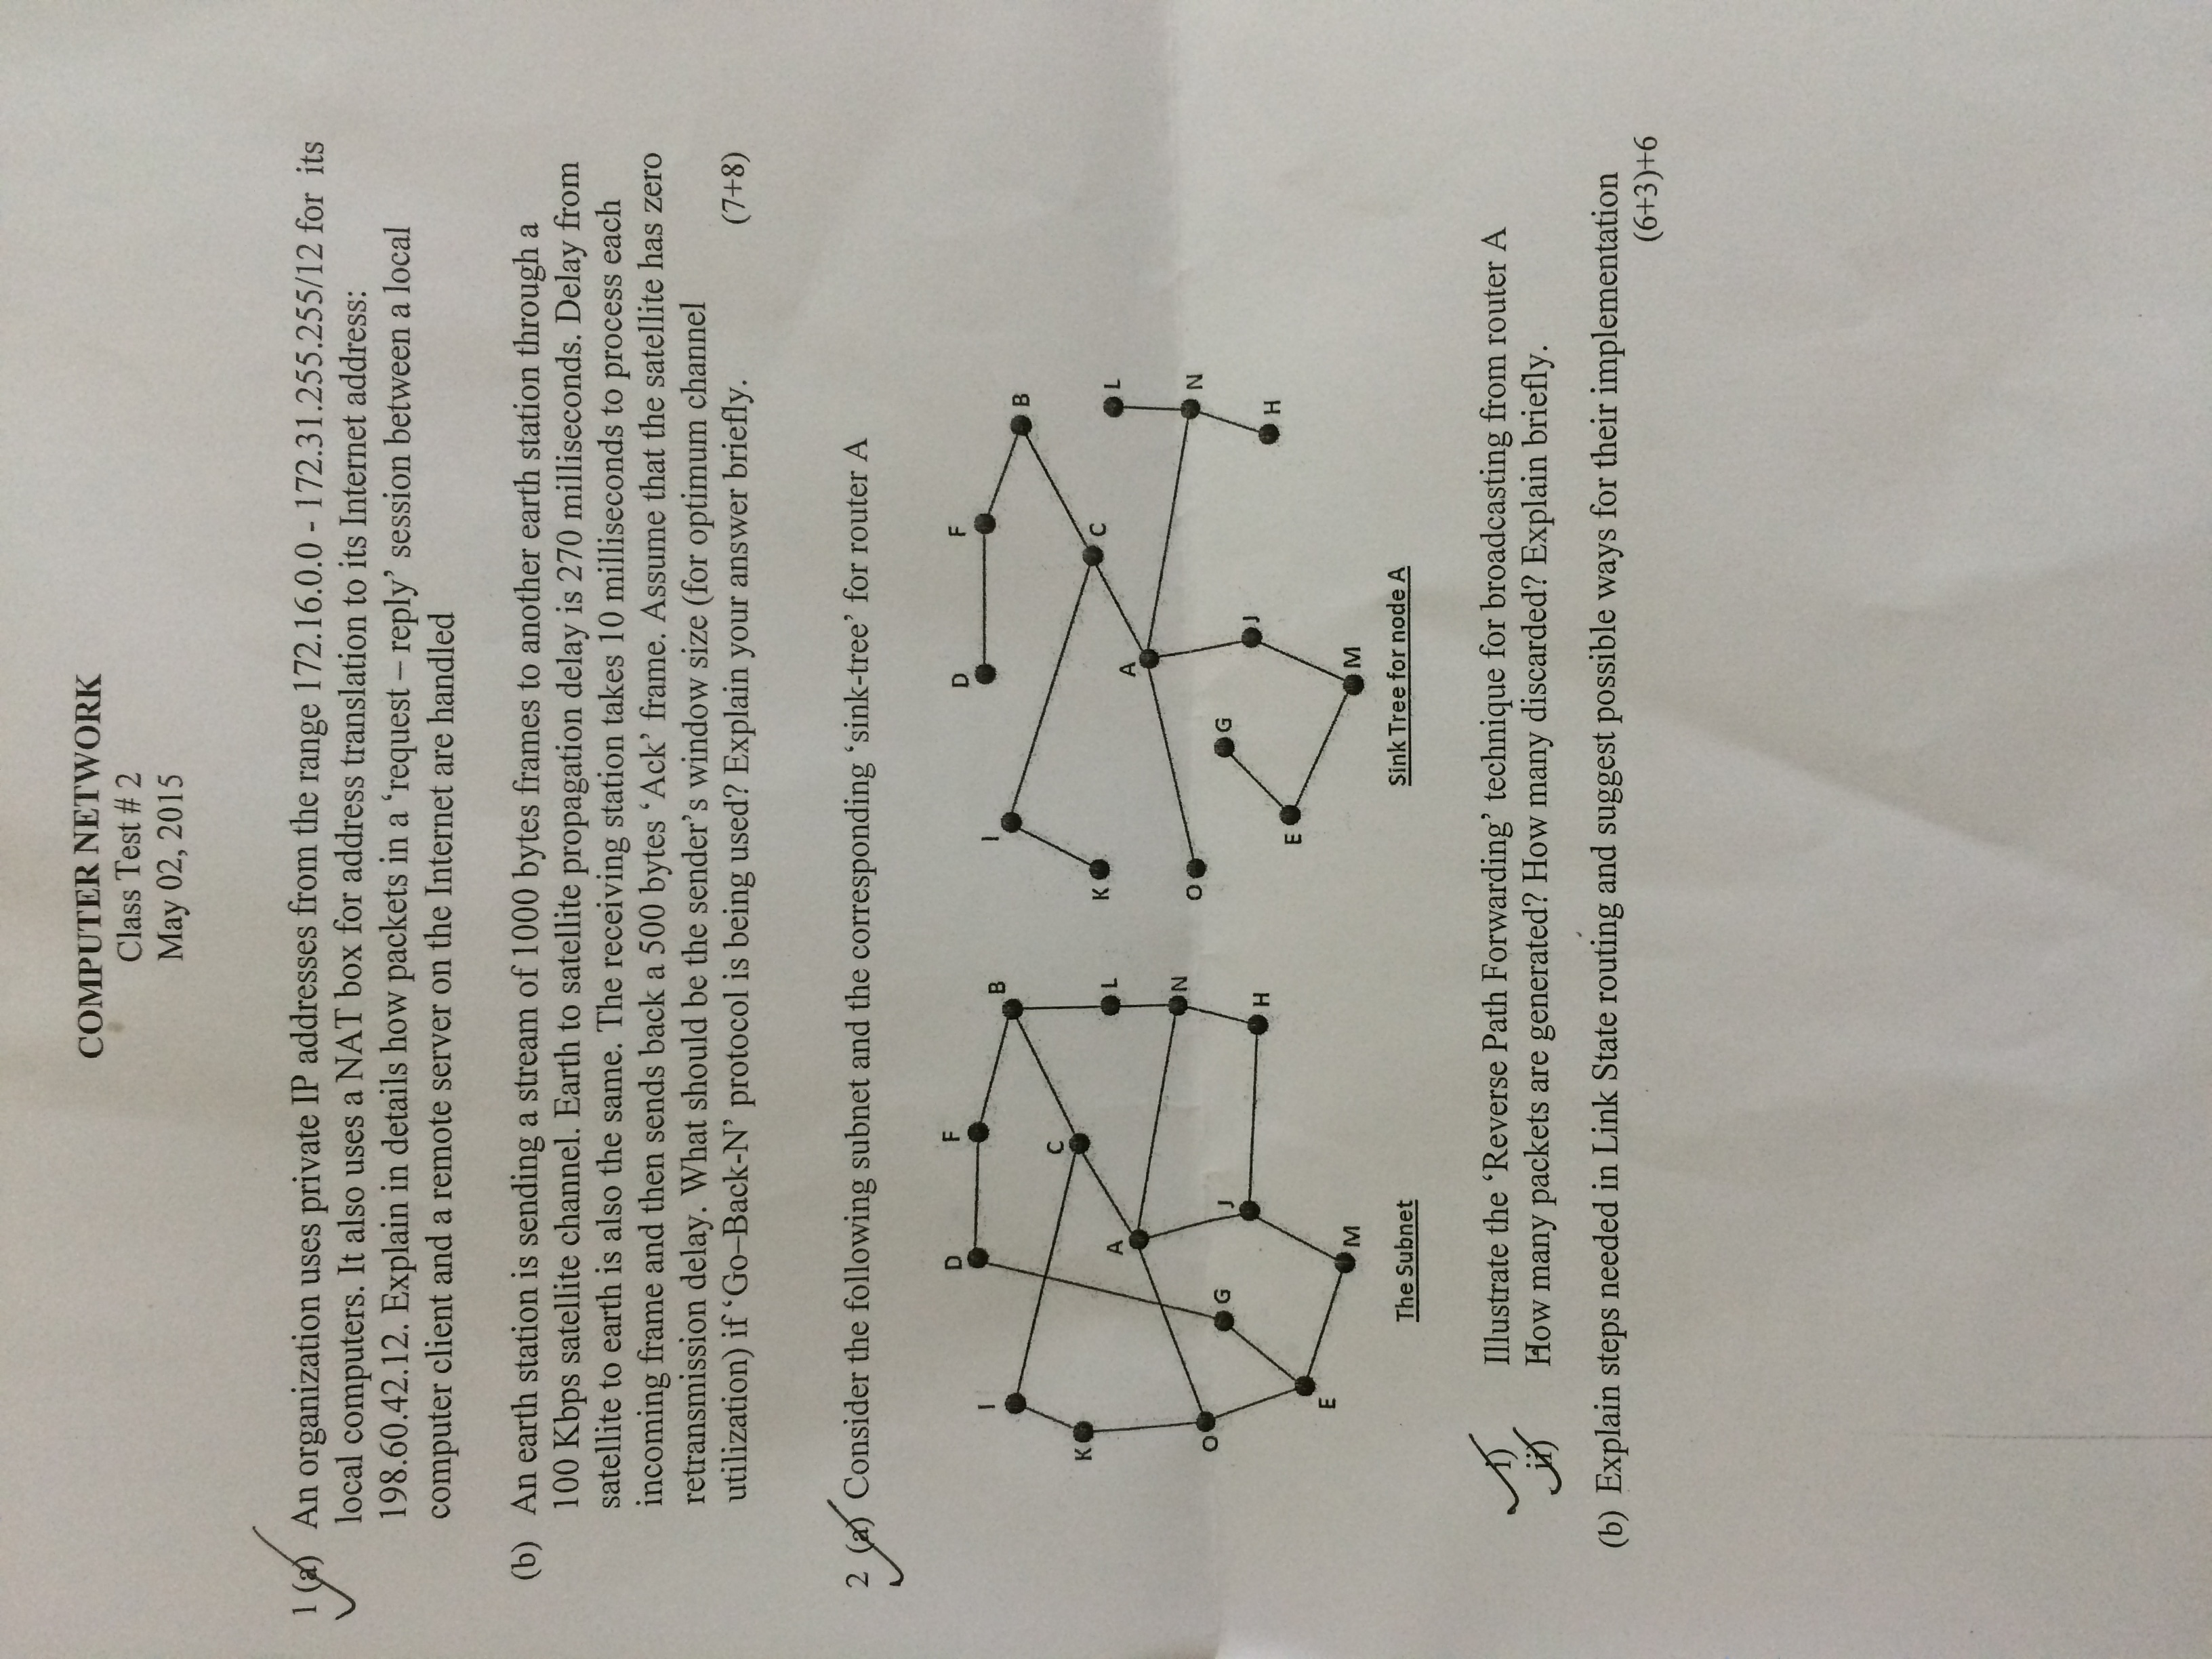 COMPUTER NETWORK
Class Test # 2
May 02, 2015
1 (a) An organization uses private IP addresses from the range 172.16.0.0 - 172.31.255.255/12 for its
local computers. It also uses a NAT box for address translation to its Internet address:
198.60.42.12. Explain in details how packets in a ‘request – reply’ session between a local
computer client and a remote server on the Internet are handled
(b) An earth station is sending a stream of 1000 bytes frames to another earth station through a
100 Kbps satellite channel. Earth to satellite propagation delay is 270 milliseconds. Delay from
satellite to earth is also the same. The receiving station takes 10 milliseconds to process each
incoming frame and then sends back a 500 bytes ‘Ack’ frame. Assume that the satellite has zero
retransmission delay. What should be the sender’s window size (for optimum channel
utilization) if ‘Go–Back-N’ protocol is being used? Explain your answer briefly. (7+8)
2 (a) Consider the following subnet and the corresponding ‘sink-tree’ for router A
D F
I
B
C
K
A
L
N
O
G
J
H
E
M
The Subnet
D F
I
B
C
K
L
A
O
N
G
J
H
E
M
Sink Tree for node A
i) Illustrate the ‘Reverse Path Forwarding’ technique for broadcasting from router A
ii) How many packets are generated? How many discarded? Explain briefly.
(b) Explain steps needed in Link State routing and suggest possible ways for their implementation
(6+3)+6